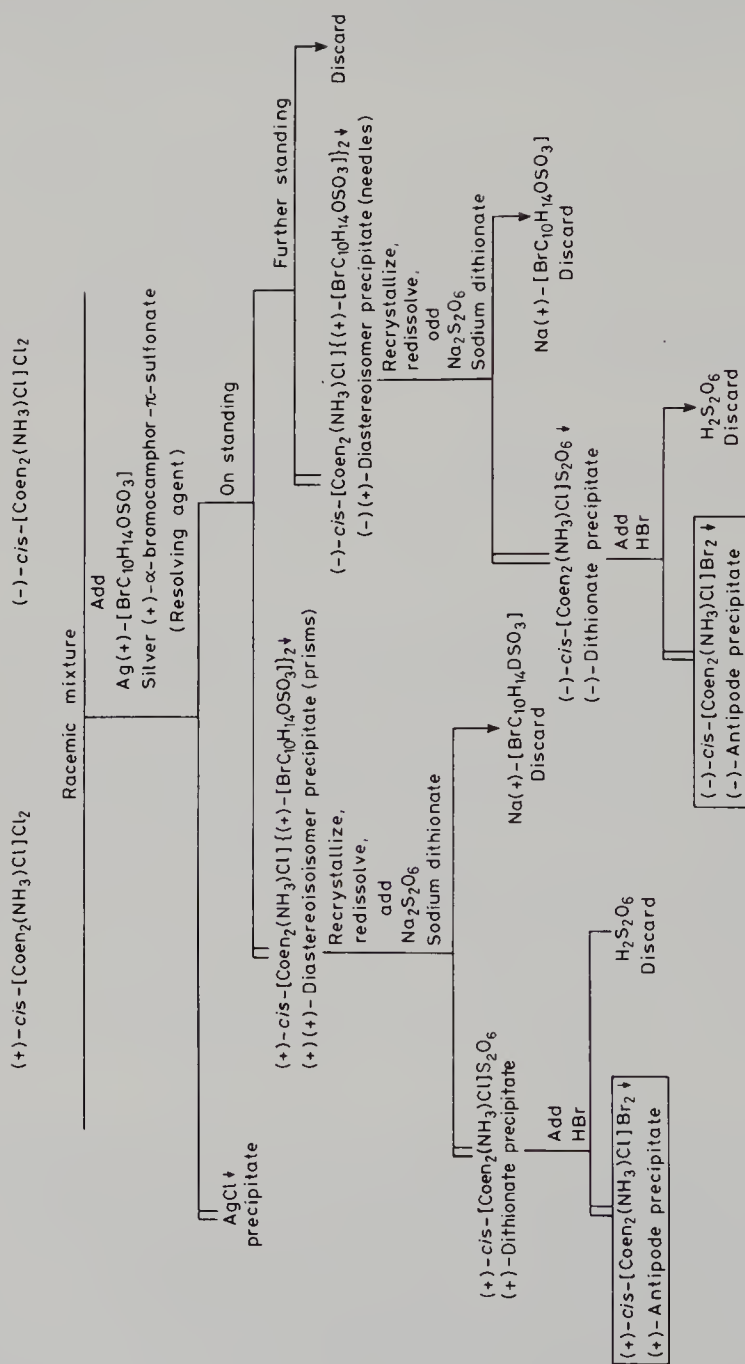 (+)-cis-[Coen₂(NH₃)Cl]Cl₂
(−)-cis-[Coen₂(NH₃)Cl]Cl₂
Racemic mixture
Add
Ag(+)-[BrC₁₀H₁₄OSO₃]
Silver (+)-α-bromocamphor-π-sulfonate
(Resolving agent)
AgCl↓
precipitate
On standing
(+)-cis-[Coen₂(NH₃)Cl]{(+)-[BrC₁₀H₁₄OSO₃]}₂↓
(+)(+)-Diastereoisoisomer precipitate (prisms)
Recrystallize,
redissolve,
add
Na₂S₂O₆
Sodium dithionate
Further standing
Discard
(−)-cis-[Coen₂(NH₃)Cl]{(+)-[BrC₁₀H₁₄OSO₃]}₂↓
(−)(+)-Diastereoisomer precipitate (needles)
Recrystallize,
redissolve,
odd
Na₂S₂O₆
Sodium dithionate
(+)-cis-[Coen₂(NH₃)Cl]S₂O₆
(+)-Dithionate precipitate
Na(+)-[BrC₁₀H₁₄DSO₃]
Discard
Add
HBr
(+)-cis-[Coen₂(NH₃)Cl]Br₂↓
(+)-Antipode precipitate
H₂S₂O₆
Discard
(−)-cis-[Coen₂(NH₃)Cl]S₂O₆↓
(−)-Dithionate precipitate
Na(+)-[BrC₁₀H₁₄OSO₃]
Discard
Add
HBr
(−)-cis-[Coen₂(NH₃)Cl]Br₂↓
(−)-Antipode precipitate
H₂S₂O₆
Discard